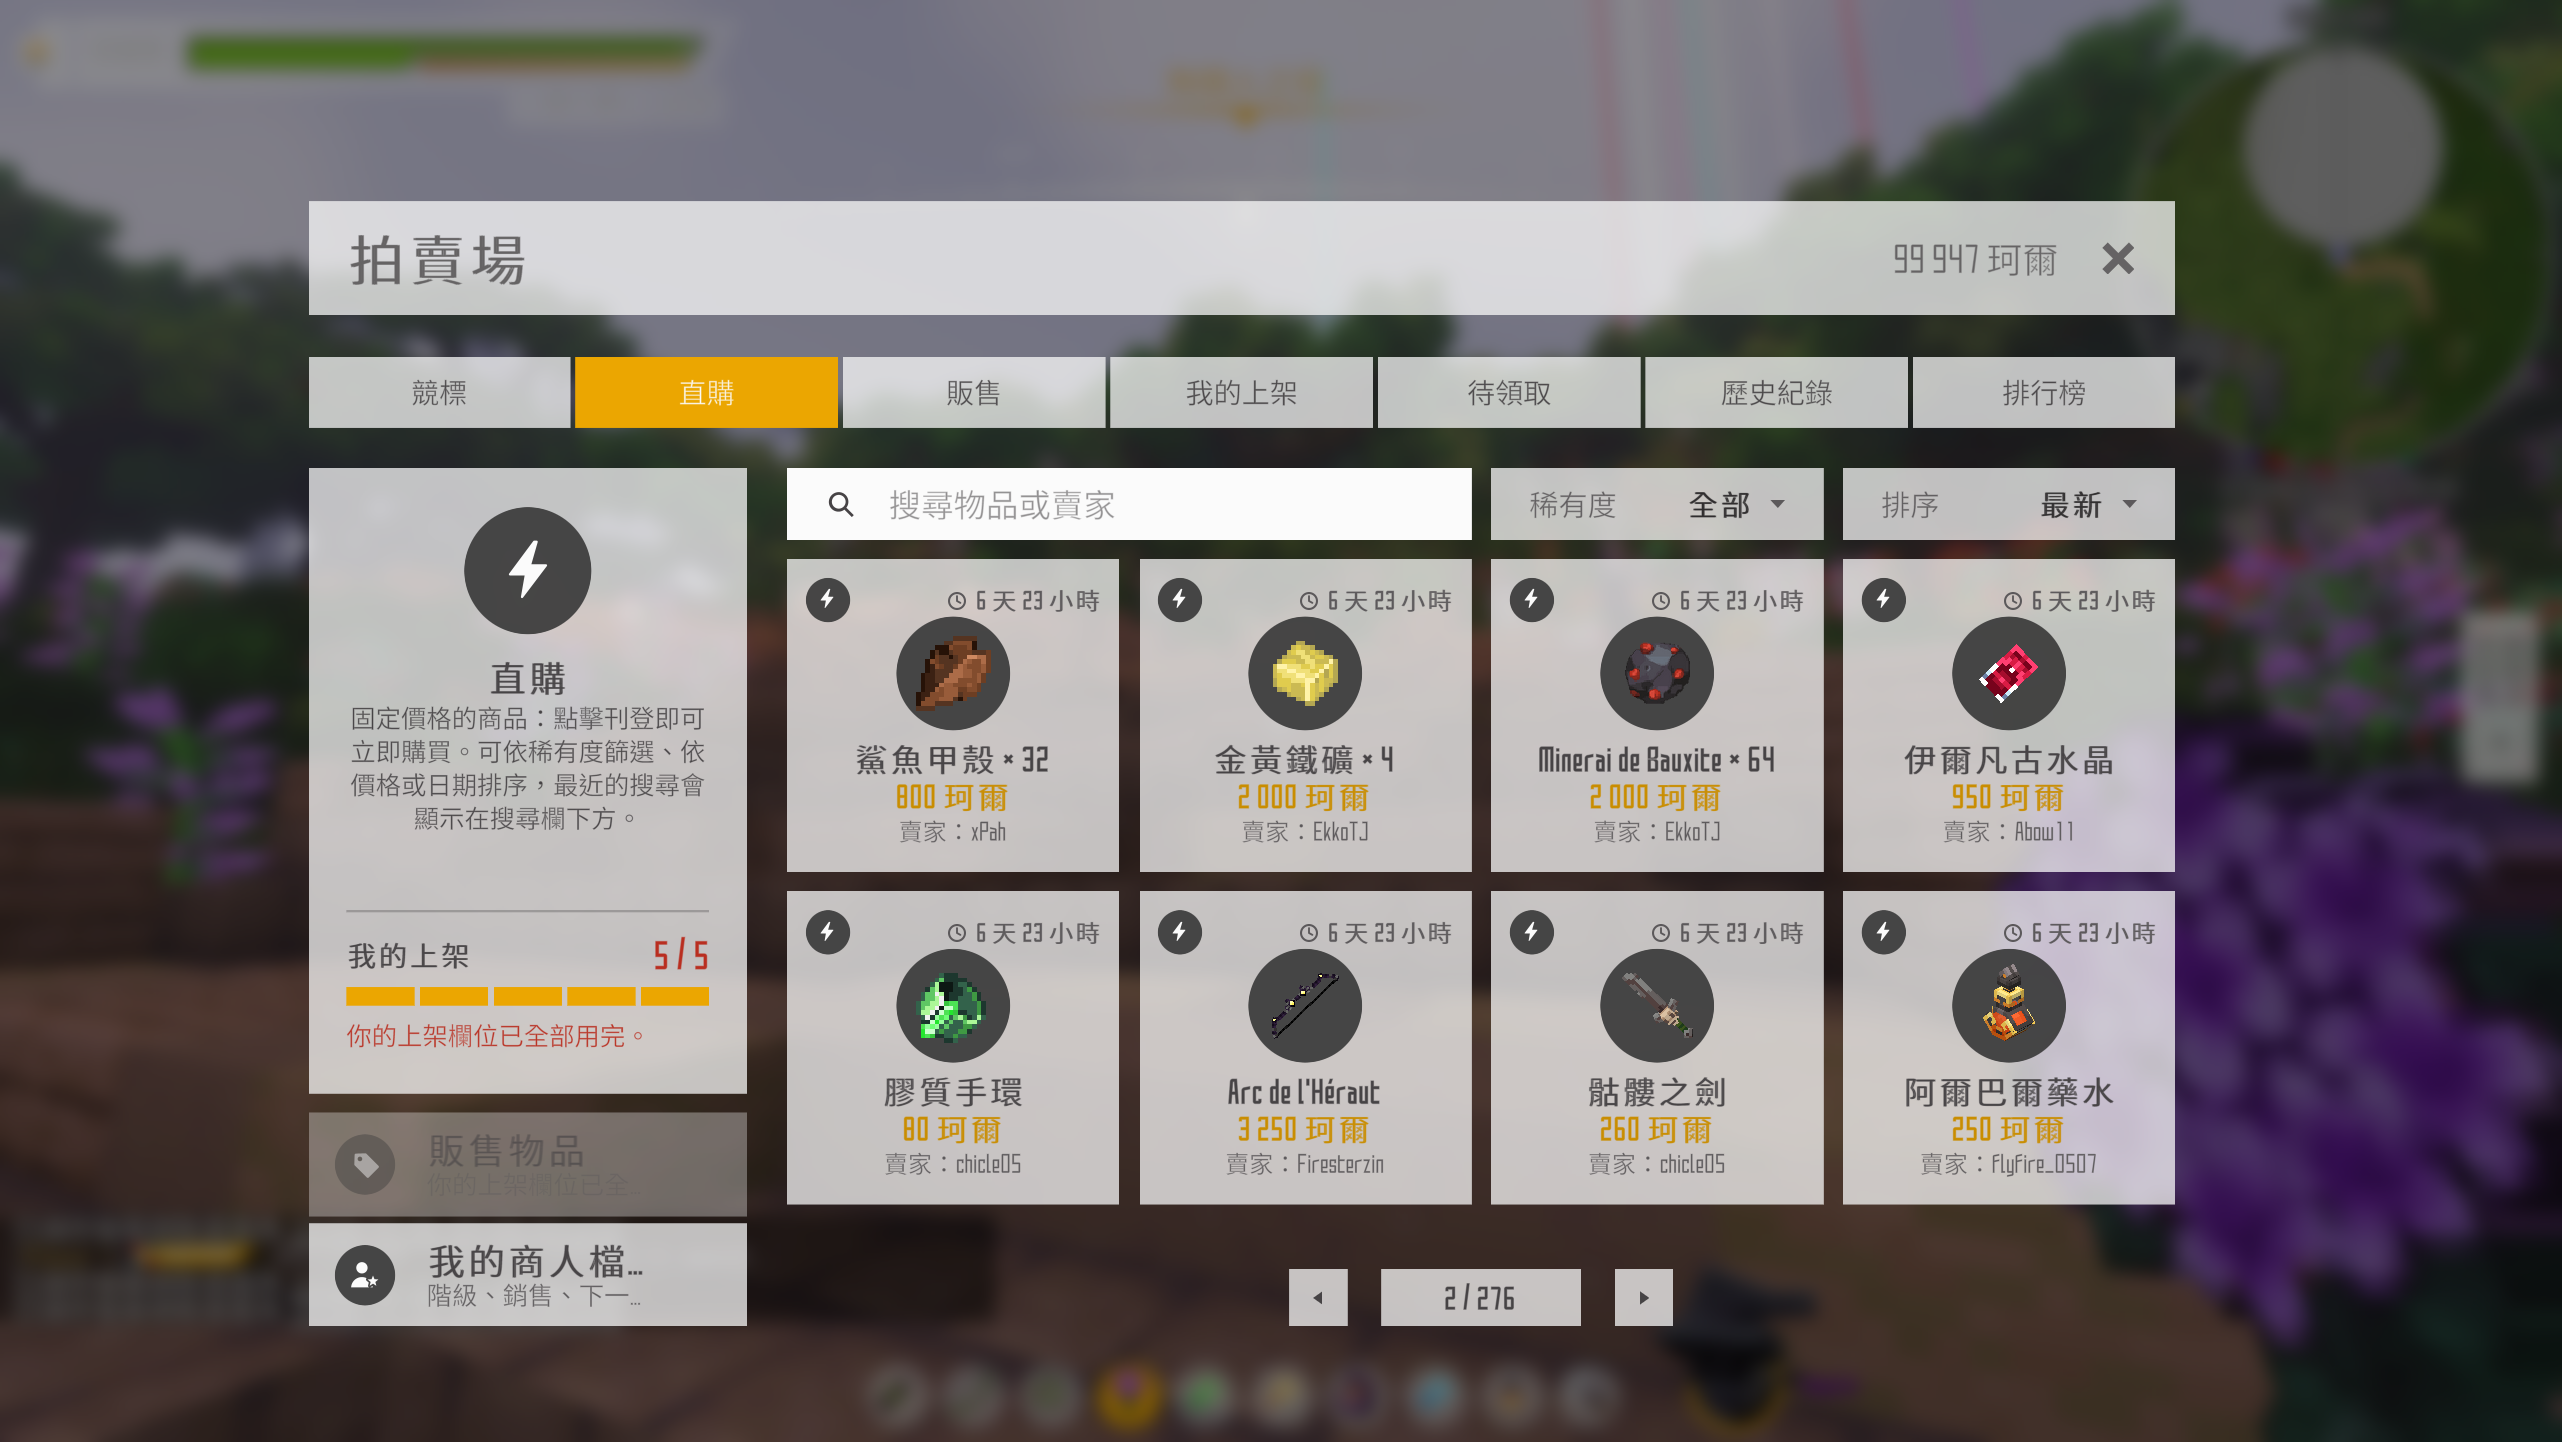 拍賣場
99 947 珂爾
競標
直購
販售
我的上架
待領取
歷史紀錄
排行榜
直購
固定價格的商品：點擊刊登即可
立即購買。可依稀有度篩選、依
價格或日期排序，最近的搜尋會
顯示在搜尋欄下方。
我的上架
5 / 5
你的上架欄位已全部用完。
販售物品
你的上架欄位已全...
我的商人檔...
階級、銷售、下一...
搜尋物品或賣家
稀有度
全部
排序
最新
6 天 23 小時
鯊魚甲殼 × 32
800 珂爾
賣家：xPah
6 天 23 小時
金黃鐵礦 × 4
2 000 珂爾
賣家：EkkoTJ
6 天 23 小時
Minerai de Bauxite × 64
2 000 珂爾
賣家：EkkoTJ
6 天 23 小時
伊爾凡古水晶
950 珂爾
賣家：Abow11
6 天 23 小時
膠質手環
80 珂爾
賣家：chicle05
6 天 23 小時
Arc de l'Héraut
3 250 珂爾
賣家：Firesterzin
6 天 23 小時
骷髏之劍
260 珂爾
賣家：chicle05
6 天 23 小時
阿爾巴爾藥水
250 珂爾
賣家：FlyFire_0507
2 / 276